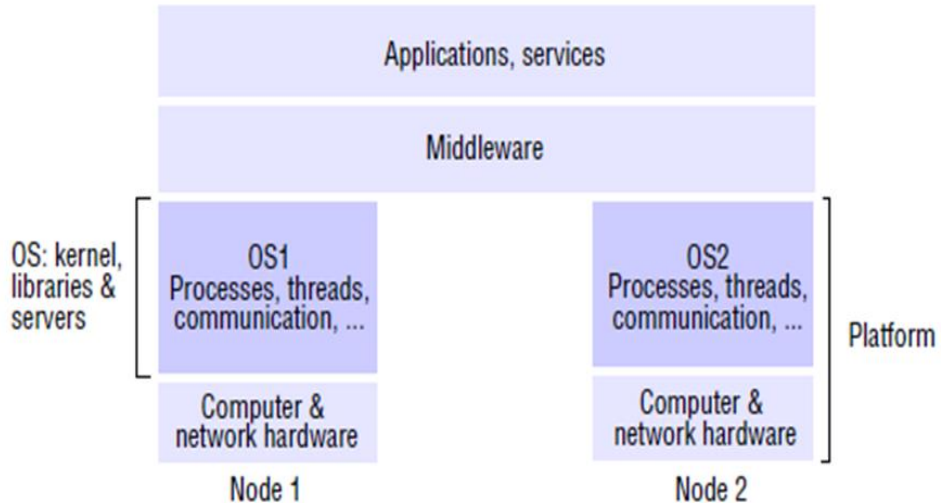 Applications, services
Middleware
OS: kernel,
libraries &
servers
OS1
Processes, threads,
communication, ...
OS2
Processes, threads,
communication, ...
Platform
Computer &
network hardware
Computer &
network hardware
Node 1
Node 2